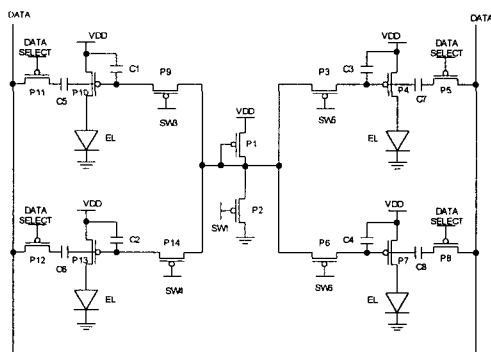 DATA
DATA
DATA
SELECT
VDD
C1
P9
P11
C5
P10
SW3
EL
VDD
P1
P2
SW1
VDD
P3
C3
DATA
SELECT
P4
C7
P5
SW5
EL
DATA
SELECT
VDD
C2
P14
P12
C6
P13
SW4
EL
VDD
P6
C4
DATA
SELECT
P7
C8
P8
SW6
EL